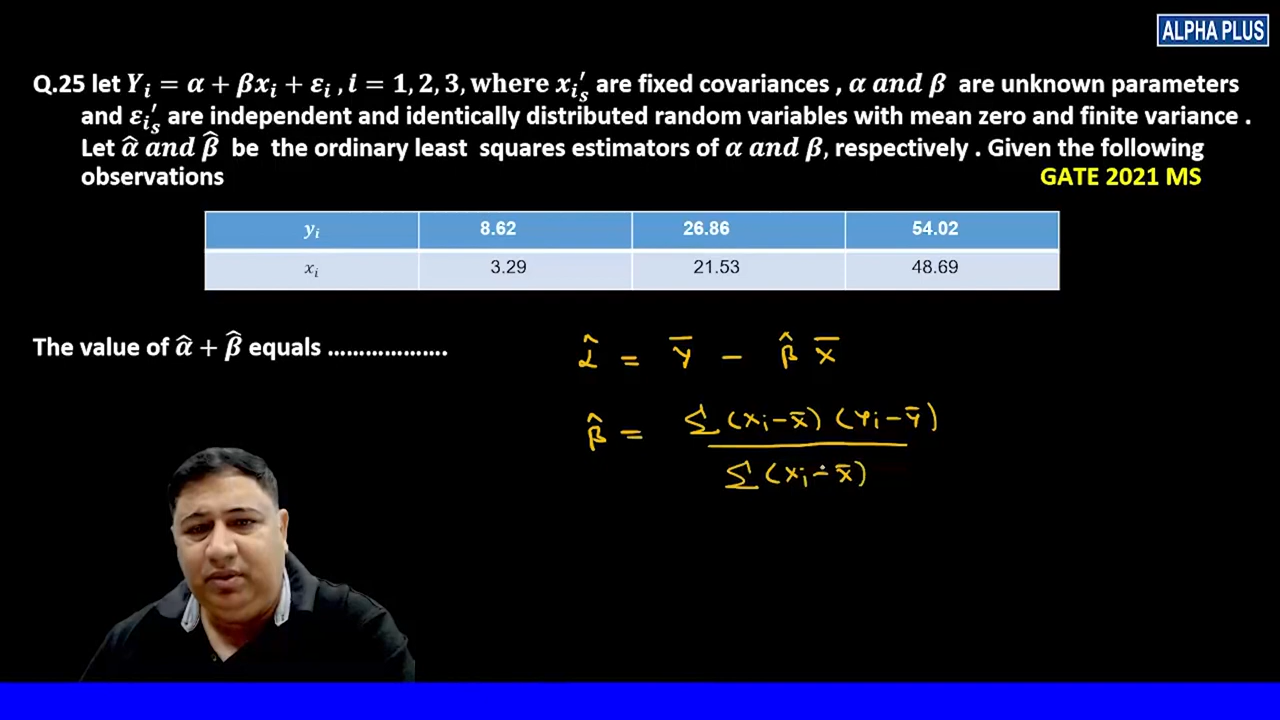 ALPHA PLUS
Q.25 let Yᵢ = α + βxᵢ + εᵢ , i = 1, 2, 3, where xᵢ′ₛ are fixed covariances , α and β are unknown parameters
and εᵢ′ₛ are independent and identically distributed random variables with mean zero and finite variance .
Let α̂ and β̂ be the ordinary least squares estimators of α and β, respectively . Given the following
observations GATE 2021 MS
yᵢ 8.62 26.86 54.02
xᵢ 3.29 21.53 48.69
The value of α̂ + β̂ equals ....................
α̂ = Y̅ − β̂ X̅
β̂ = Σ(xᵢ−x̅) (Yᵢ−Y̅)
Σ(xᵢ−x̅)